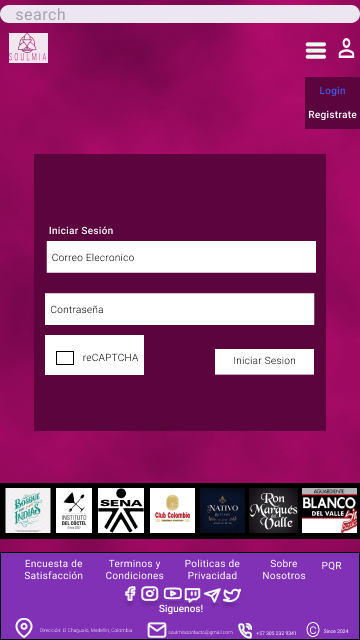 search
SOULMIA
Login
Registrate
Iniciar Sesión
Correo Elecronico
Contraseña
reCAPTCHA
Iniciar Sesion
BOSQUE
INDIAS
INSTITUTO
DEL CÓCTEL
SENA
Club Colombia
NATIVO
Ron
Marqués
del Valle
AGUARDIENTE
BLANCO
DEL VALLE
Encuesta de
Satisfacción
Terminos y
Condiciones
Politicas de
Privacidad
Sobre
Nosotros
PQR
Siguenos!
Dirección: El Chagualo, Medellín, Colombia
soulmiacontacto@gmail.com
+57 305 232 9341
Since 2024